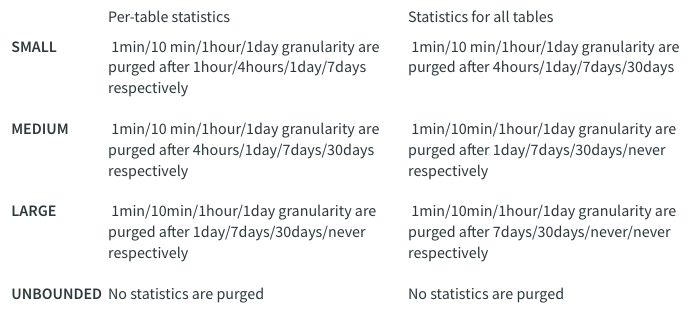 Per-table statistics Statistics for all tables
SMALL 1min/10 min/1hour/1day granularity are 1min/10 min/1hour/1day granularity are
purged after 1hour/4hours/1day/7days purged after 4hours/1day/7days/30days
respectively
MEDIUM 1min/10 min/1hour/1day granularity are 1min/10min/1hour/1day granularity are
purged after 4hours/1day/7days/30days purged after 1day/7days/30days/never
respectively respectively
LARGE 1min/10min/1hour/1day granularity are 1min/10min/1hour/1day granularity are
purged after 1day/7days/30days/never purged after 7days/30days/never/never
respectively respectively
UNBOUNDED No statistics are purged No statistics are purged